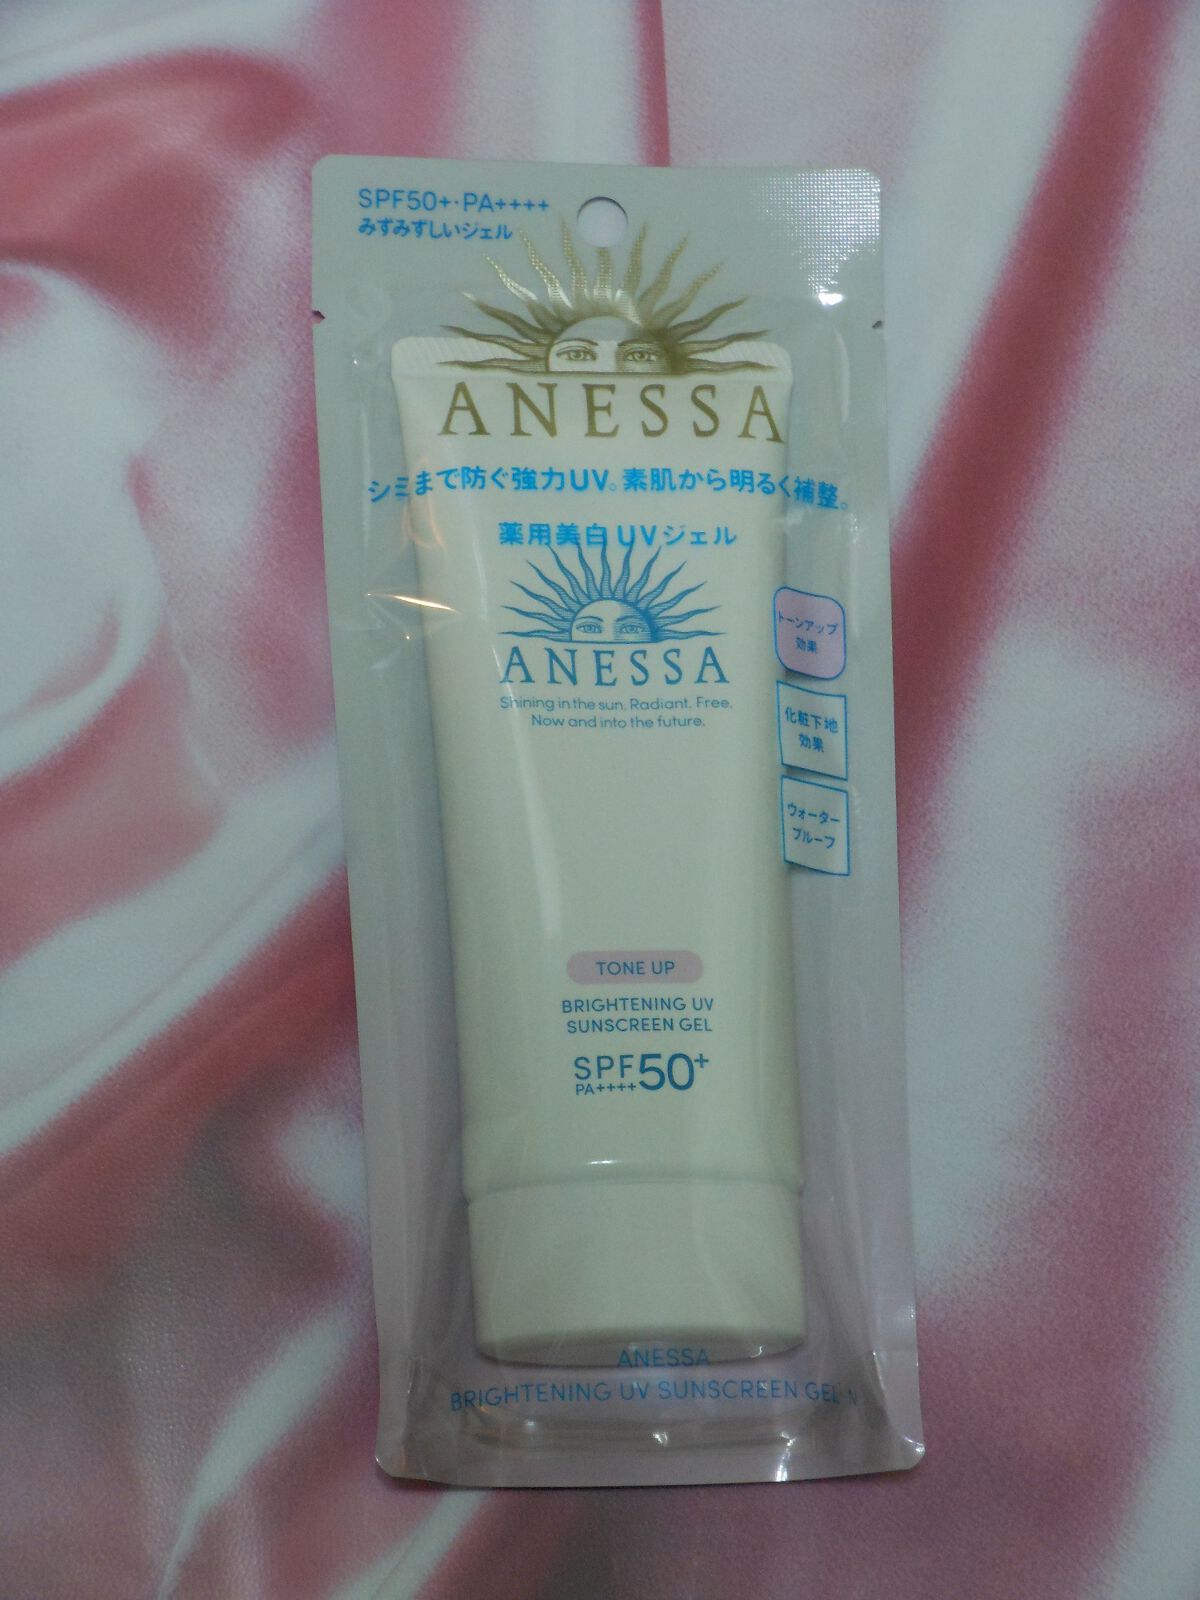 SPF50+・PA++++
みずみずしいジェル
ANESSA
シミまで防ぐ強力UV。素肌から明るく補整。
薬用美白UVジェル
ANESSA
Shining in the sun. Radiant. Free.
Now and into the future.
トーンアップ
効果
化粧下地
効果
ウォーター
プルーフ
TONE UP
BRIGHTENING UV
SUNSCREEN GEL
SPF 50+
PA++++
ANESSA
BRIGHTENING UV SUNSCREEN GEL N